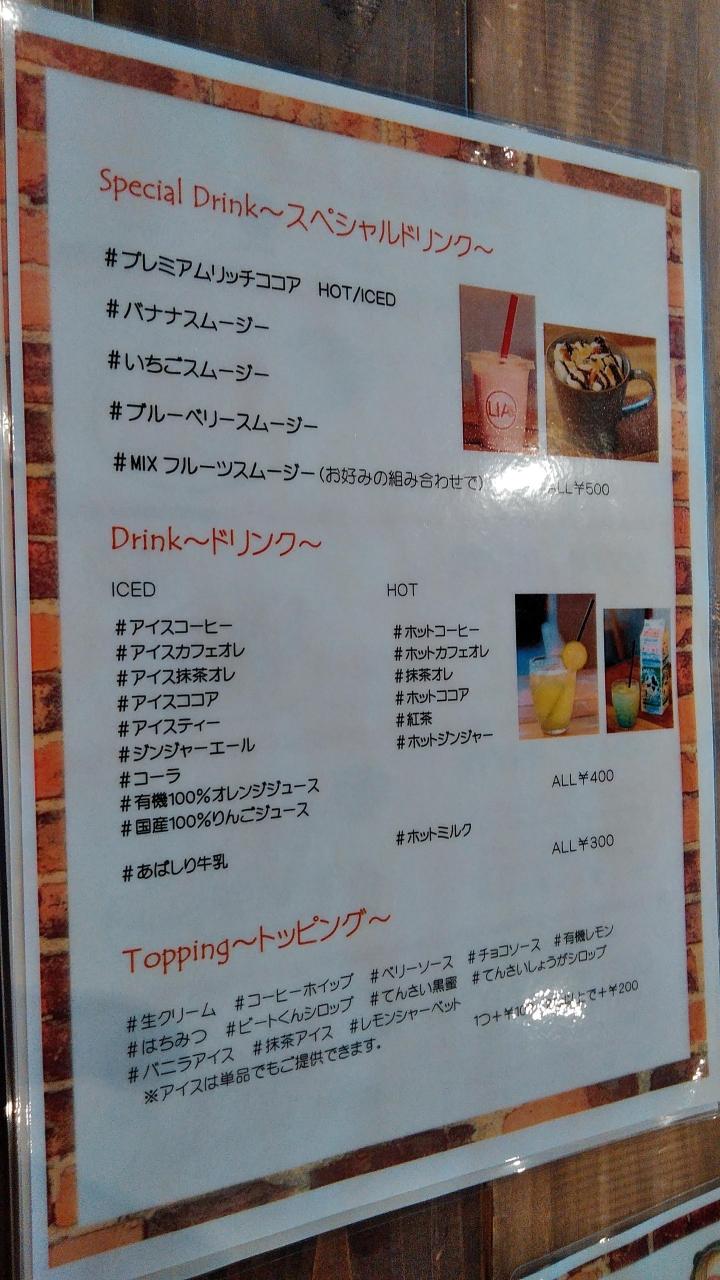 Special Drink～スペシャルドリンク～
#プレミアムリッチココア HOT/ICED
#バナナスムージー
#いちごスムージー
#ブルーベリースムージー
#MIX フルーツスムージー(お好みの組み合わせで)
ALL¥500
LIA
Drink～ドリンク～
ICED
#アイスコーヒー
#アイスカフェオレ
#アイス抹茶オレ
#アイスココア
#アイスティー
#ジンジャーエール
#コーラ
#有機100%オレンジジュース
#国産100%りんごジュース
#あばしり牛乳
HOT
#ホットコーヒー
#ホットカフェオレ
#抹茶オレ
#ホットココア
#紅茶
#ホットジンジャー
ALL¥400
#ホットミルク
ALL¥300
Topping～トッピング～
#生クリーム #コーヒーホイップ #ベリーソース #チョコソース #有機レモン
#はちみつ #ビートくんシロップ #てんさい黒蜜 #てんさいしょうがシロップ
#バニラアイス #抹茶アイス #レモンシャーベット
1つ+¥10 以上で+¥200
※アイスは単品でもご提供できます。